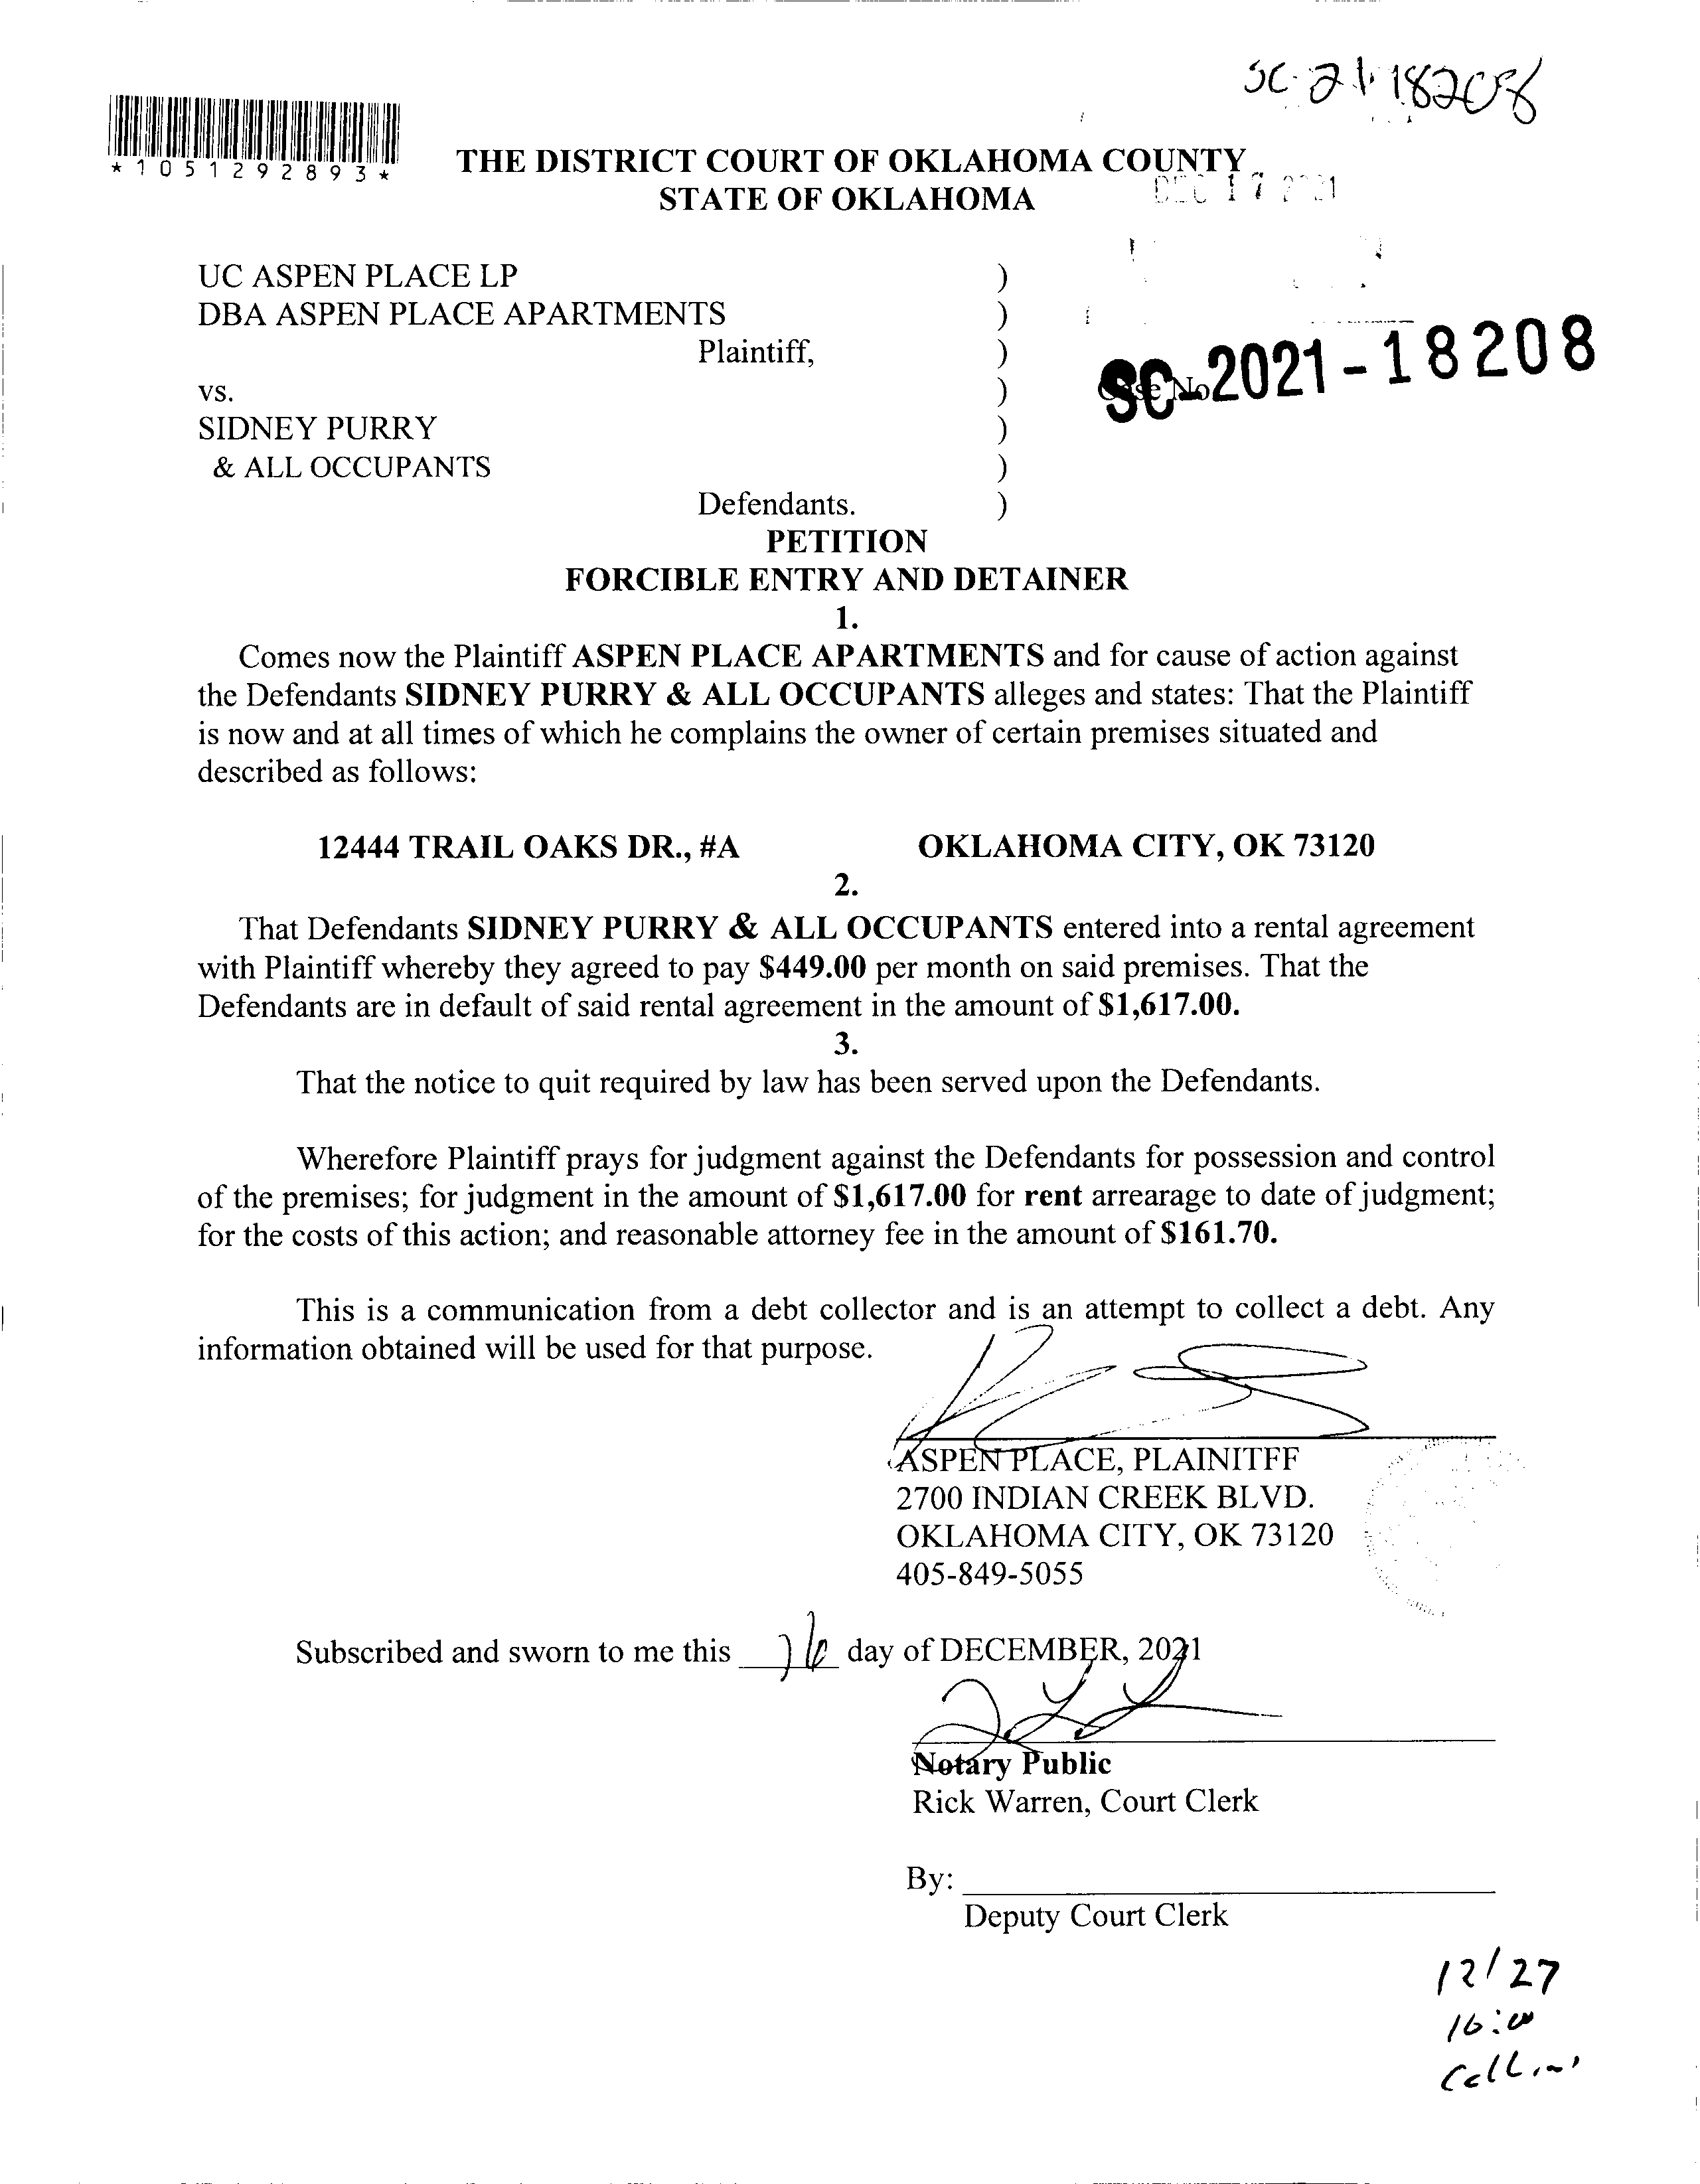 SC-21-18208
*1051292893*
THE DISTRICT COURT OF OKLAHOMA COUNTY
STATE OF OKLAHOMA
DEC 17 2021
UC ASPEN PLACE LP )
DBA ASPEN PLACE APARTMENTS )
Plaintiff, )
vs. )
SIDNEY PURRY )
& ALL OCCUPANTS )
Defendants. )
Case No.
SC-2021-18208
PETITION
FORCIBLE ENTRY AND DETAINER
1.
Comes now the Plaintiff ASPEN PLACE APARTMENTS and for cause of action against
the Defendants SIDNEY PURRY & ALL OCCUPANTS alleges and states: That the Plaintiff
is now and at all times of which he complains the owner of certain premises situated and
described as follows:
12444 TRAIL OAKS DR., #A OKLAHOMA CITY, OK 73120
2.
That Defendants SIDNEY PURRY & ALL OCCUPANTS entered into a rental agreement
with Plaintiff whereby they agreed to pay $449.00 per month on said premises. That the
Defendants are in default of said rental agreement in the amount of $1,617.00.
3.
That the notice to quit required by law has been served upon the Defendants.
Wherefore Plaintiff prays for judgment against the Defendants for possession and control
of the premises; for judgment in the amount of $1,617.00 for rent arrearage to date of judgment;
for the costs of this action; and reasonable attorney fee in the amount of $161.70.
This is a communication from a debt collector and is an attempt to collect a debt. Any
information obtained will be used for that purpose.
ASPEN PLACE, PLAINITFF
2700 INDIAN CREEK BLVD.
OKLAHOMA CITY, OK 73120
405-849-5055
Subscribed and sworn to me this 16 day of DECEMBER, 2021
Notary Public
Rick Warren, Court Clerk
By:
Deputy Court Clerk
12/27
Collins